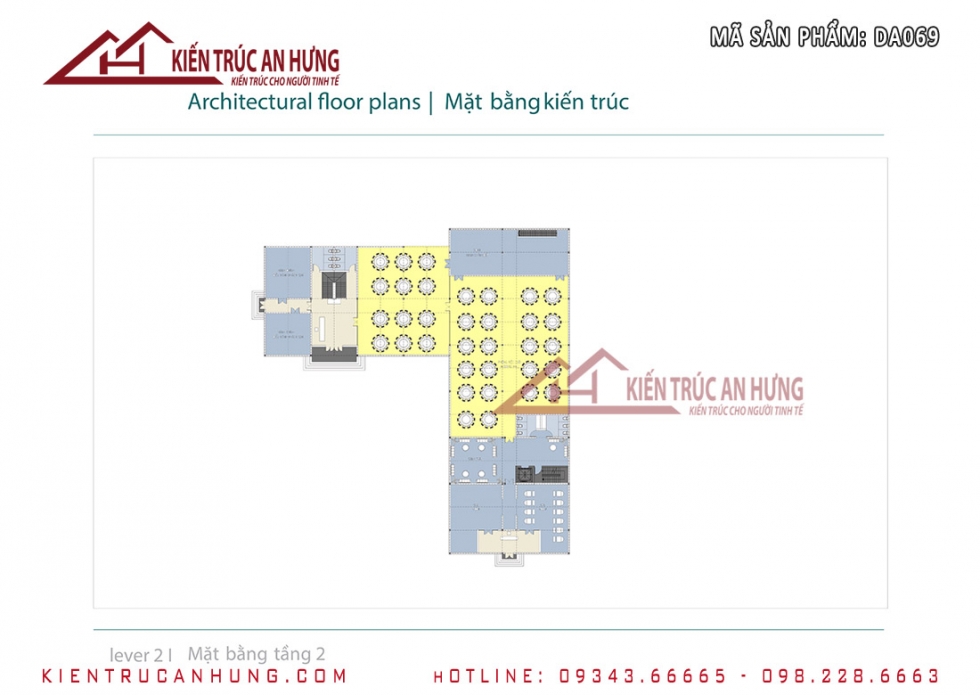 KIẾN TRÚC AN HƯNG
KIẾN TRÚC CHO NGƯỜI TINH TẾ
MÃ SẢN PHẨM: DA069
Architectural floor plans | Mặt bằng kiến trúc
KIẾN TRÚC AN HƯNG
KIẾN TRÚC CHO NGƯỜI TINH TẾ
lever 2 | Mặt bằng tầng 2
KIENTRUCANHUNG.COM HOTLINE: 09343.66665 - 098.228.6663